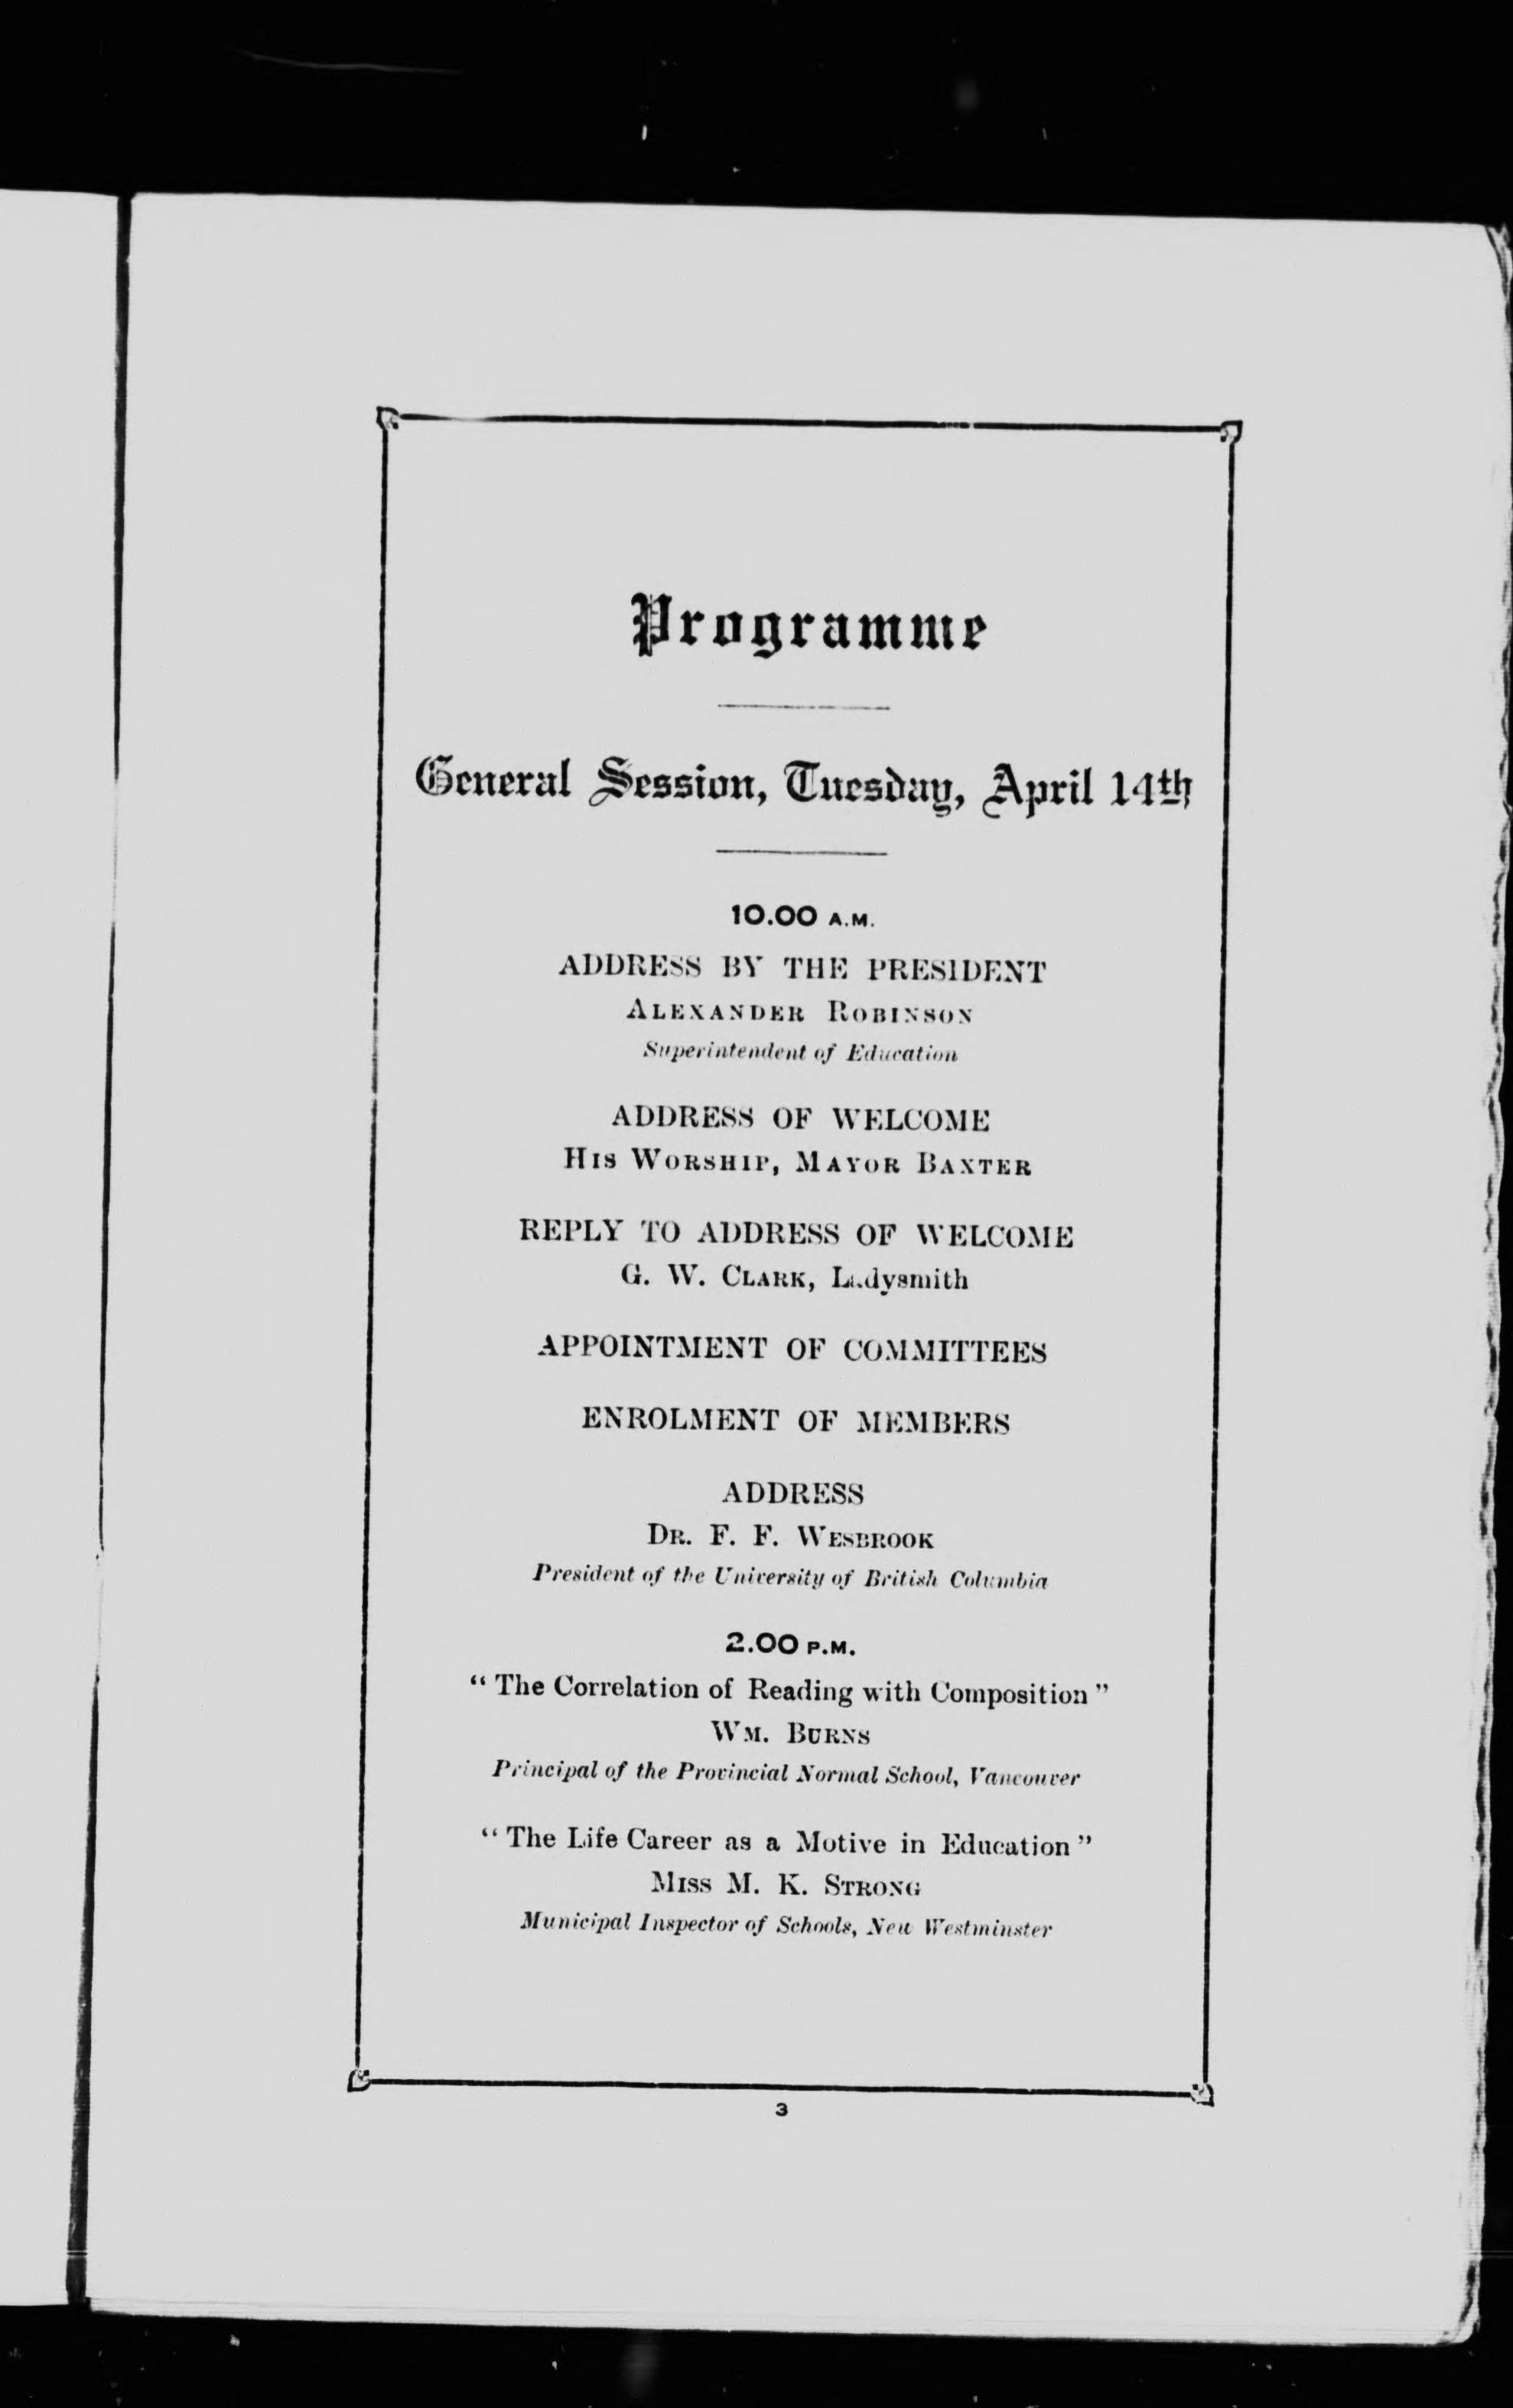 Programme
General Session, Tuesday, April 14th
10.00 A.M.
ADDRESS BY THE PRESIDENT
ALEXANDER ROBINSON
Superintendent of Education
ADDRESS OF WELCOME
HIS WORSHIP, MAYOR BAXTER
REPLY TO ADDRESS OF WELCOME
G. W. CLARK, Ladysmith
APPOINTMENT OF COMMITTEES
ENROLMENT OF MEMBERS
ADDRESS
DR. F. F. WESBROOK
President of the University of British Columbia
2.00 P.M.
" The Correlation of Reading with Composition "
WM. BURNS
Principal of the Provincial Normal School, Vancouver
" The Life Career as a Motive in Education "
MISS M. K. STRONG
Municipal Inspector of Schools, New Westminster
3